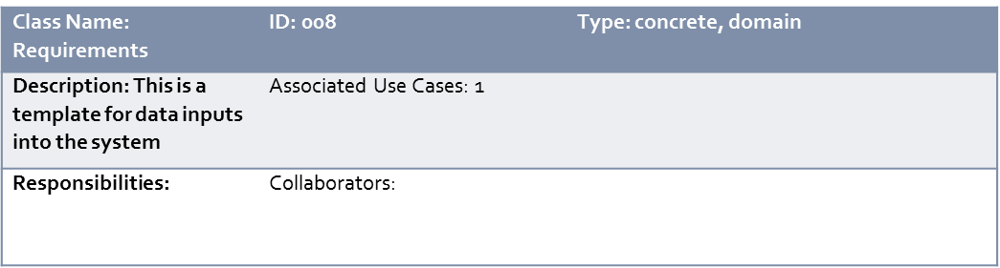 Class Name: ID: 008 Type: concrete, domain
Requirements
Description: This is a Associated Use Cases: 1
template for data inputs
into the system
Responsibilities: Collaborators: